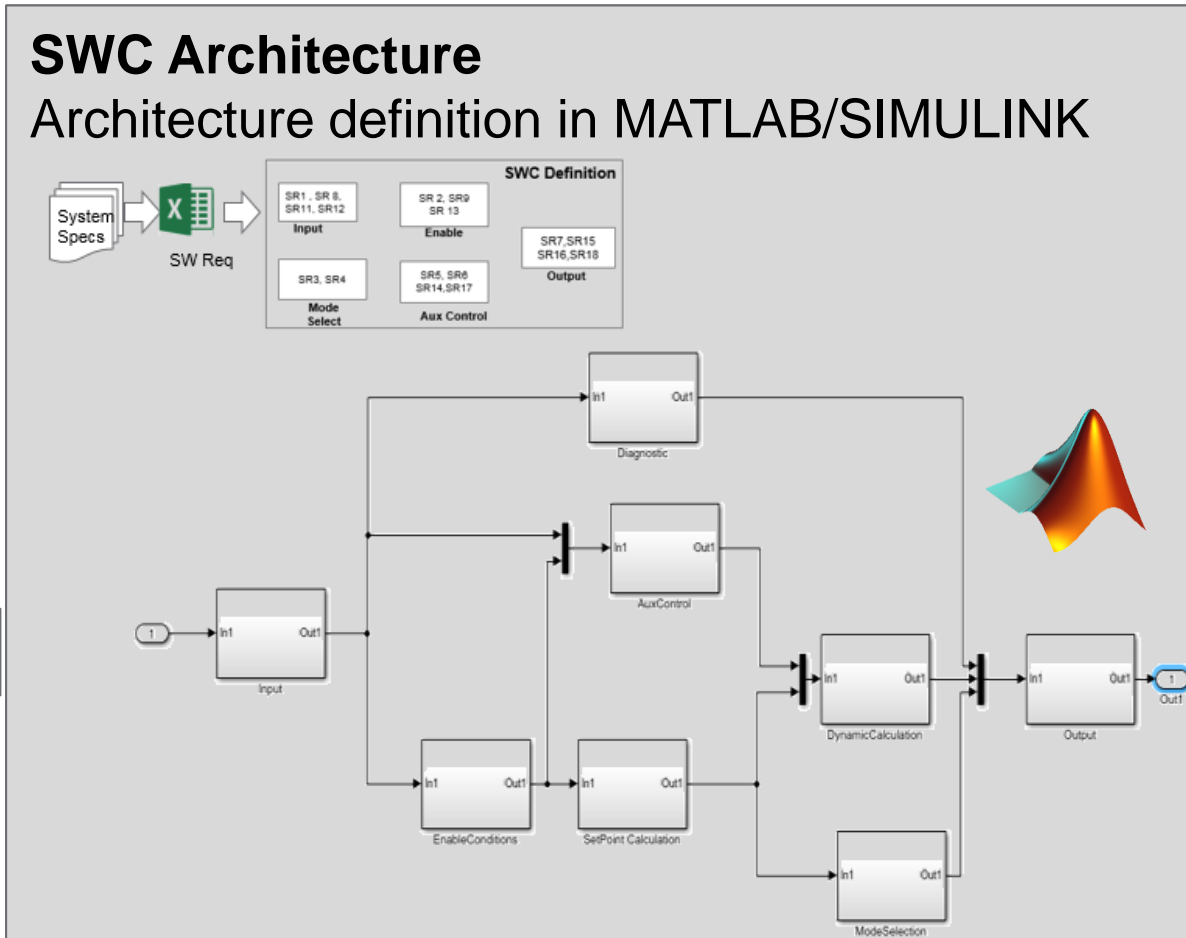 SWC Architecture
Architecture definition in MATLAB/SIMULINK
System
Specs
X
SW Req
SWC Definition
SR1 , SR 8,
SR11, SR12
Input
SR 2, SR9
SR 13
Enable
SR7,SR15
SR16,SR18
Output
SR3, SR4
Mode
Select
SR5, SR6
SR14,SR17
Aux Control
In1 Out1
Diagnostic
In1 Out1
AuxControl
1
In1 Out1
Input
In1 Out1
DynamicCalculation
In1 Out1
Output
1
Out1
In1 Out1
EnableConditions
In1 Out1
SetPoint Calculation
In1 Out1
ModeSelection